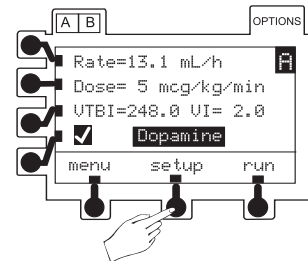 A B
OPTIONS
Rate=13.1 mL/h
A
Dose= 5 mcg/kg/min
VTBI=248.0 VI= 2.0
Dopamine
menu setup run